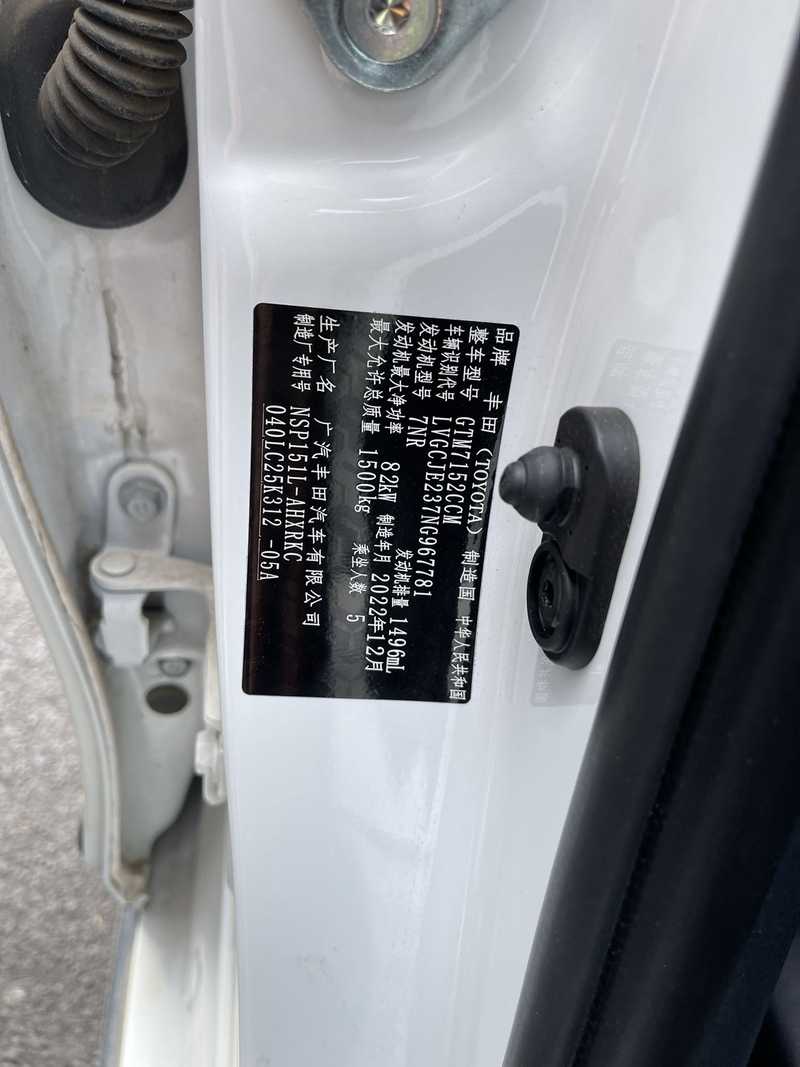 品牌 丰田(TOYOTA) 制造国 中华人民共和国
整车型号 GTM7152CCM
车辆识别代号 LVGCJE237NG967781
发动机型号 7NR 发动机排量 1496mL
发动机最大净功率 82kW 制造年月 2022年12月
最大允许总质量 1500kg 乘坐人数 5
生产厂名 广汽丰田汽车有限公司
制造厂专用号 NSP151L-AHXRKC
040LC25K312 -05A